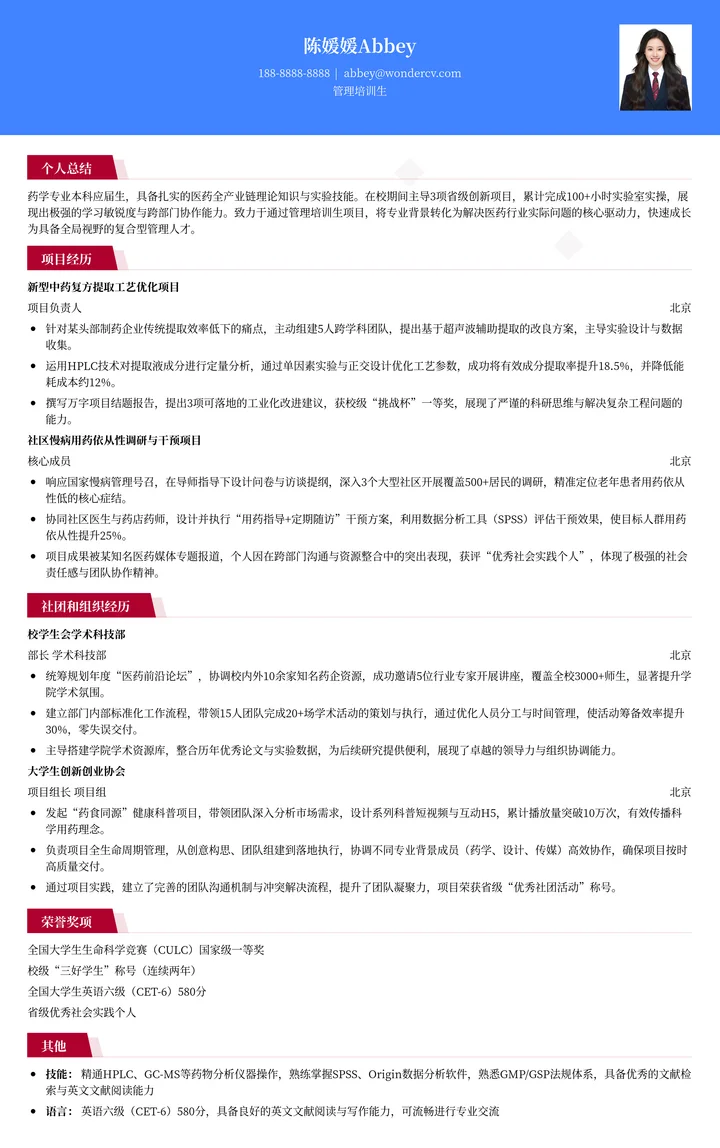 陈媛媛Abbey
188-8888-8888 | abbey@wondercv.com
管理培训生
个人总结
药学专业本科应届生，具备扎实的医药全产业链理论知识与实验技能。在校期间主导3项省级创新项目，累计完成100+小时实验室实操，展
现出极强的学习敏锐度与跨部门协作能力。致力于通过管理培训生项目，将专业背景转化为解决医药行业实际问题的核心驱动力，快速成长
为具备全局视野的复合型管理人才。
项目经历
新型中药复方提取工艺优化项目
项目负责人 北京
• 针对某头部制药企业传统提取效率低下的痛点，主动组建5人跨学科团队，提出基于超声波辅助提取的改良方案，主导实验设计与数据
收集。
• 运用HPLC技术对提取液成分进行定量分析，通过单因素实验与正交设计优化工艺参数，成功将有效成分提取率提升18.5%，并降低能
耗成本约12%。
• 撰写万字项目结题报告，提出3项可落地的工业化改进建议，获校级“挑战杯”一等奖，展现了严谨的科研思维与解决复杂工程问题的
能力。
社区慢病用药依从性调研与干预项目
核心成员 北京
• 响应国家慢病管理号召，在导师指导下设计问卷与访谈提纲，深入3个大型社区开展覆盖500+居民的调研，精准定位老年患者用药依从
性低的核心症结。
• 协同社区医生与药店药师，设计并执行“用药指导+定期随访”干预方案，利用数据分析工具（SPSS）评估干预效果，使目标人群用药
依从性提升25%。
• 项目成果被某知名医药媒体专题报道，个人因在跨部门沟通与资源整合中的突出表现，获评“优秀社会实践个人”，体现了极强的社会
责任感与团队协作精神。
社团和组织经历
校学生会学术科技部
部长 学术科技部 北京
• 统筹规划年度“医药前沿论坛”，协调校内外10余家知名药企资源，成功邀请5位行业专家开展讲座，覆盖全校3000+师生，显著提升学
院学术氛围。
• 建立部门内部标准化工作流程，带领15人团队完成20+场学术活动的策划与执行，通过优化人员分工与时间管理，使活动筹备效率提升
30%，零失误交付。
• 主导搭建学院学术资源库，整合历年优秀论文与实验数据，为后续研究提供便利，展现了卓越的领导力与组织协调能力。
大学生创新创业协会
项目组长 项目组 北京
• 发起“药食同源”健康科普项目，带领团队深入分析市场需求，设计系列科普短视频与互动H5，累计播放量突破10万次，有效传播科
学用药理念。
• 负责项目全生命周期管理，从创意构思、团队组建到落地执行，协调不同专业背景成员（药学、设计、传媒）高效协作，确保项目按时
高质量交付。
• 通过项目实践，建立了完善的团队沟通机制与冲突解决流程，提升了团队凝聚力，项目荣获省级“优秀社团活动”称号。
荣誉奖项
全国大学生生命科学竞赛（CULC）国家级一等奖
校级“三好学生”称号（连续两年）
全国大学生英语六级（CET-6）580分
省级优秀社会实践个人
其他
• 技能： 精通HPLC、GC-MS等药物分析仪器操作，熟练掌握SPSS、Origin数据分析软件，熟悉GMP/GSP法规体系，具备优秀的文献检
索与英文文献阅读能力
• 语言： 英语六级（CET-6）580分，具备良好的英文文献阅读与写作能力，可流畅进行专业交流